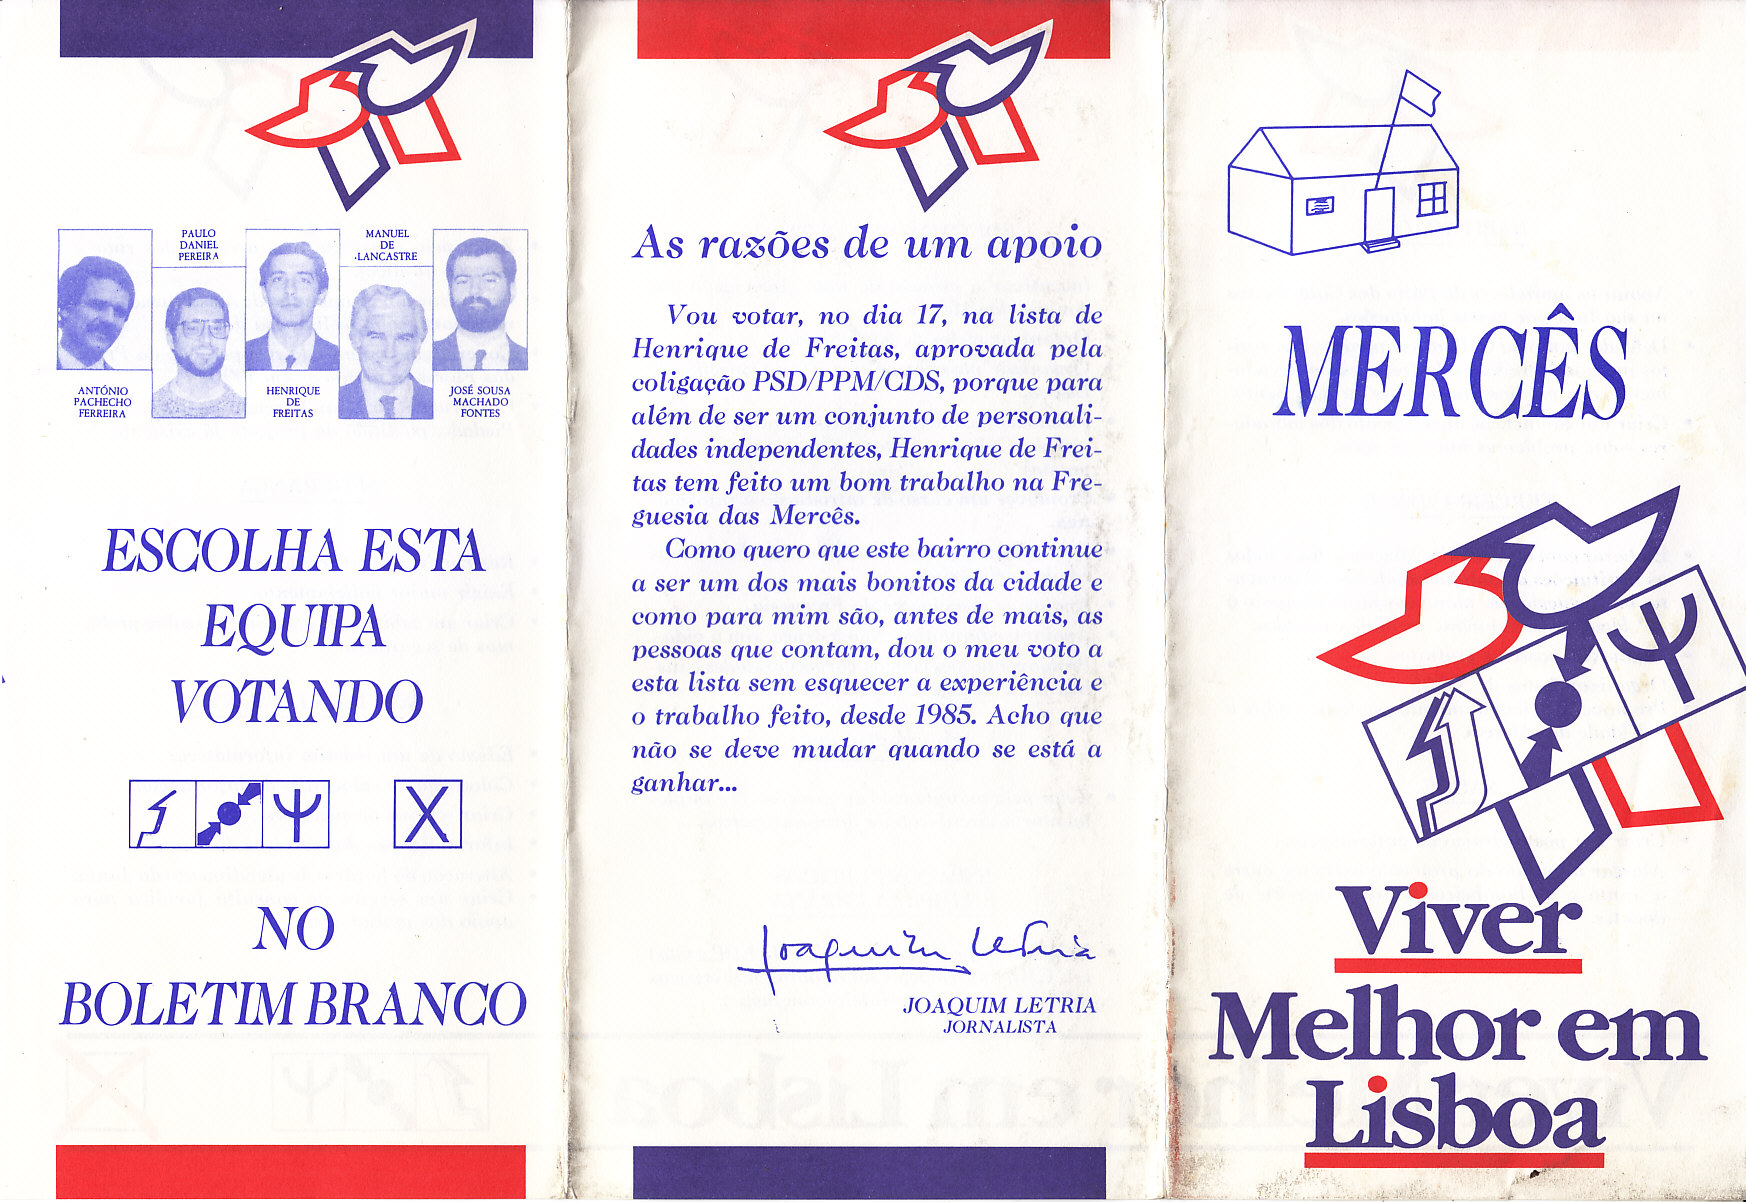 PAULO
DANIEL
PEREIRA
MANUEL
DE
LANCASTRE
ANTÓNIO
PACHECHO
FERREIRA
HENRIQUE
DE
FREITAS
JOSÉ SOUSA
MACHADO
FONTES
ESCOLHA ESTA
EQUIPA
VOTANDO
X
NO
BOLETIM BRANCO
As razões de um apoio
Vou votar, no dia 17, na lista de
Henrique de Freitas, aprovada pela
coligação PSD/PPM/CDS, porque para
além de ser um conjunto de personali-
dades independentes, Henrique de Frei-
tas tem feito um bom trabalho na Fre-
guesia das Mercês.
Como quero que este bairro continue
a ser um dos mais bonitos da cidade e
como para mim são, antes de mais, as
pessoas que contam, dou o meu voto a
esta lista sem esquecer a experiência e
o trabalho feito, desde 1985. Acho que
não se deve mudar quando se está a
ganhar...
Joaquim Letria
JOAQUIM LETRIA
JORNALISTA
MERCÊS
Viver
Melhor em
Lisboa